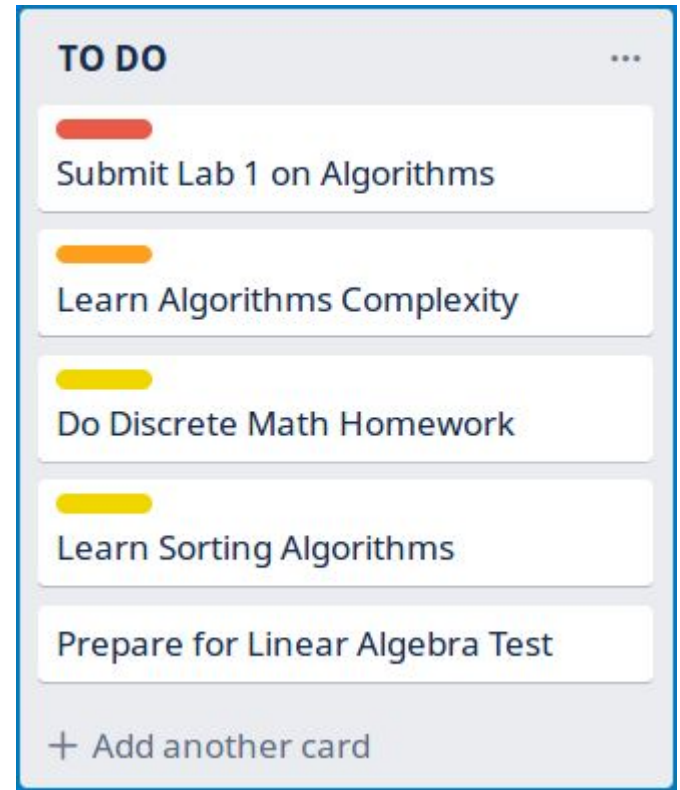 TO DO
Submit Lab 1 on Algorithms
Learn Algorithms Complexity
Do Discrete Math Homework
Learn Sorting Algorithms
Prepare for Linear Algebra Test
+ Add another card